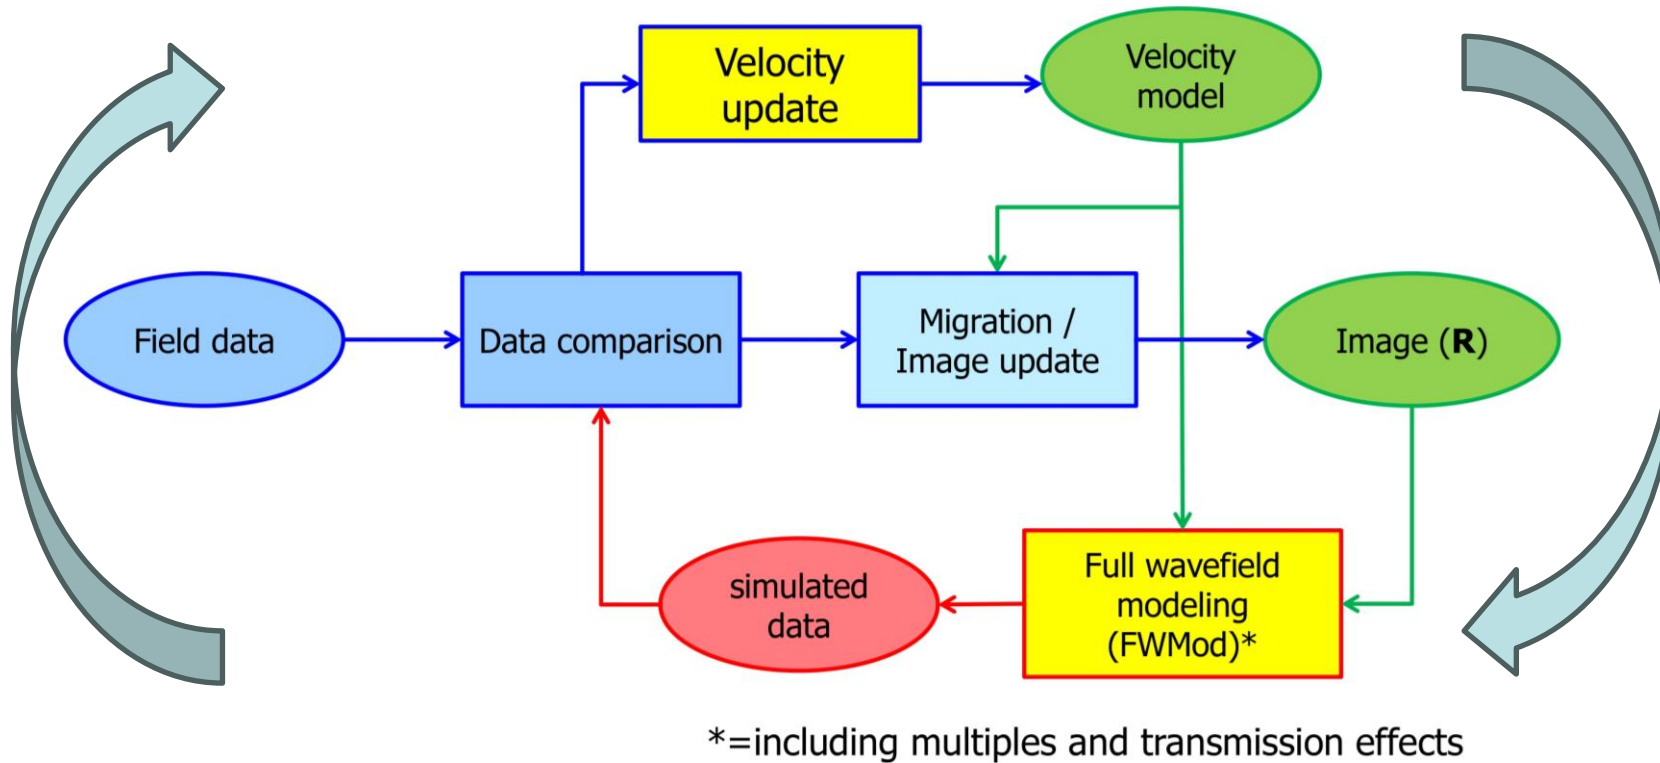 Velocity
update
Velocity
model
Field data
Data comparison
Migration /
Image update
Image (R)
simulated
data
Full wavefield
modeling
(FWMod)*
*=including multiples and transmission effects